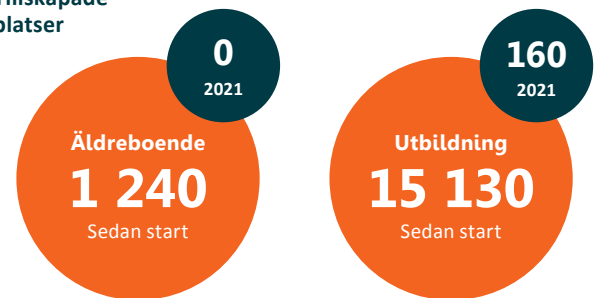 platser
0
2021
Äldreboende
1 240
Sedan start
160
2021
Utbildning
15 130
Sedan start